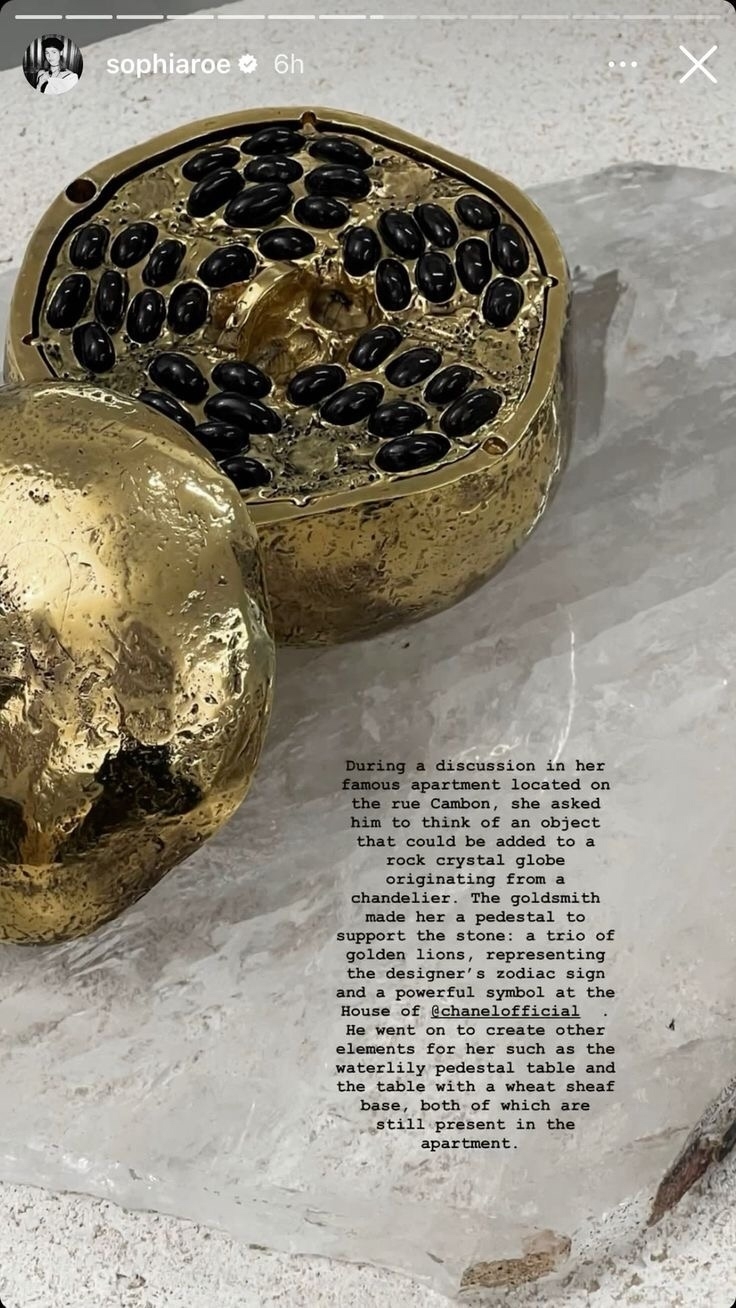 sophiaroe 6h
During a discussion in her
famous apartment located on
the rue Cambon, she asked
him to think of an object
that could be added to a
rock crystal globe
originating from a
chandelier. The goldsmith
made her a pedestal to
support the stone: a trio of
golden lions, representing
the designer’s zodiac sign
and a powerful symbol at the
House of @chanelofficial .
He went on to create other
elements for her such as the
waterlily pedestal table and
the table with a wheat sheaf
base, both of which are
still present in the
apartment.